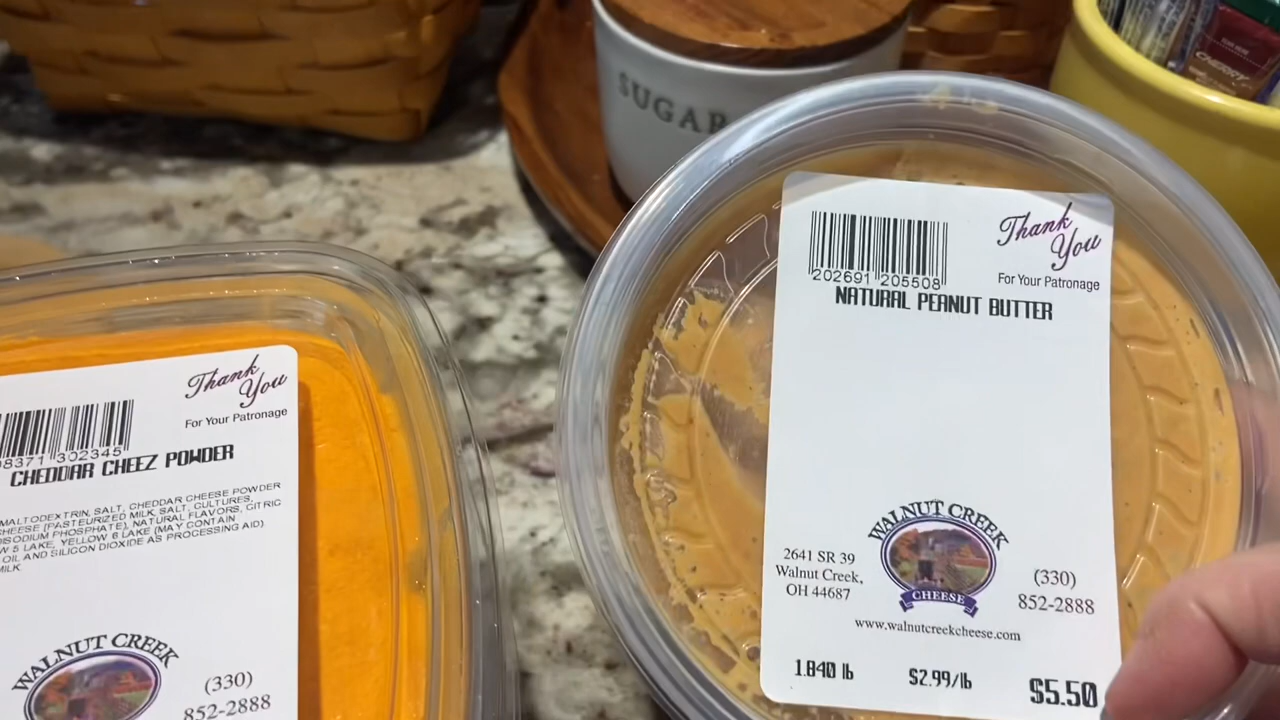 SUGAR
CHERRY
Thank
You
For Your Patronage
202691 205508
NATURAL PEANUT BUTTER
WALNUT CREEK
CHEESE
2641 SR 39
Walnut Creek,
OH 44687
(330)
852-2888
www.walnutcreekcheese.com
1.840 lb $2.99/lb $5.50
Thank
You
For Your Patronage
98371 302345
CHEDDAR CHEEZ POWDER
MALTODEXTRIN, SALT, CHEDDAR CHEESE POWDER
CHEESE [PASTEURIZED MILK, SALT, CULTURES,
DISODIUM PHOSPHATE), NATURAL FLAVORS, CITRIC
W 5 LAKE, YELLOW 6 LAKE (MAY CONTAIN
OIL AND SILICON DIOXIDE AS PROCESSING AID).
MILK.
WALNUT CREEK
(330)
852-2888